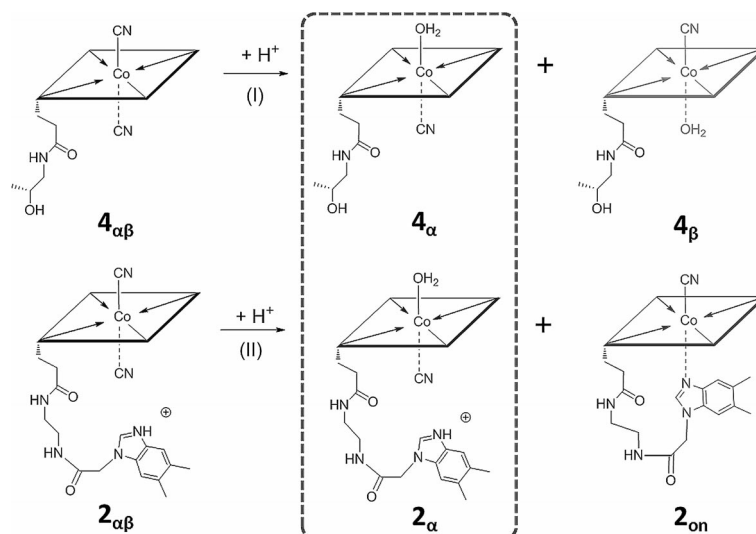 CN OH₂ CN
+ H⁺ + +
Co Co Co
(I)
CN CN OH₂
HN O HN O HN O
OH OH OH
4αβ 4α 4β
CN OH₂ CN
+ H⁺ + +
Co Co Co
(II)
CN CN
N
O ⊕ O ⊕ O N
HN HN HN
NH NH
HN N HN N HN
O O O
2αβ 2α 2on